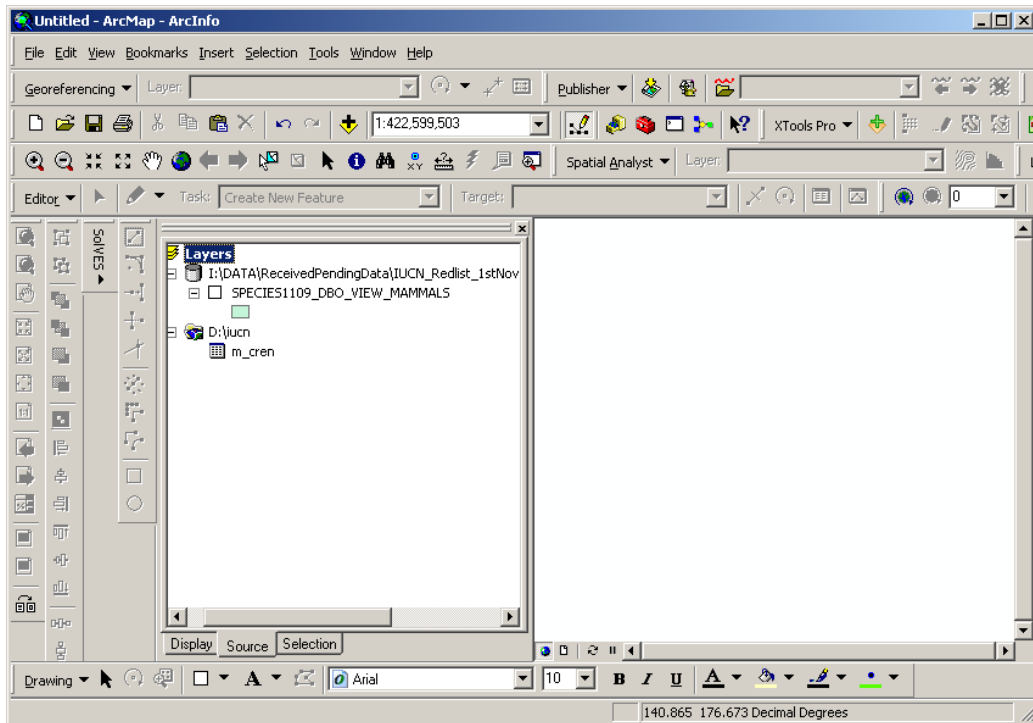 Untitled - ArcMap - ArcInfo
File Edit View Bookmarks Insert Selection Tools Window Help
Georeferencing Layer: Publisher
1:422,599,503 XTools Pro
Spatial Analyst Layer:
Editor Task: Create New Feature Target: 0
SOlVES
1:1
Layers
I:\DATA\ReceivedPendingData\IUCN_Redlist_1stNov
SPECIES1109_DBO_VIEW_MAMMALS
D:\iucn
m_cren
Display Source Selection
Drawing A Arial 10 B I U A
140.865 176.673 Decimal Degrees